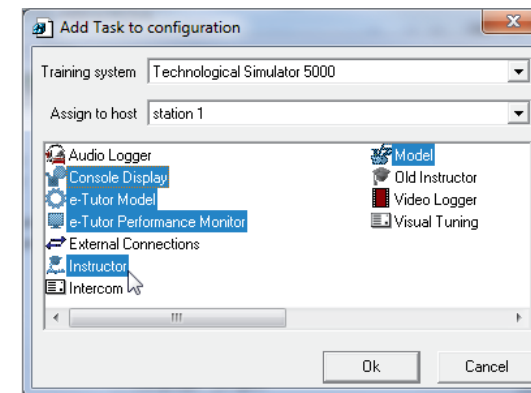 Add Task to configuration
Training system Technological Simulator 5000
Assign to host station 1
Audio Logger
Console Display
e-Tutor Model
e-Tutor Performance Monitor
External Connections
Instructor
Intercom
Model
Old Instructor
Video Logger
Visual Tuning
Ok Cancel